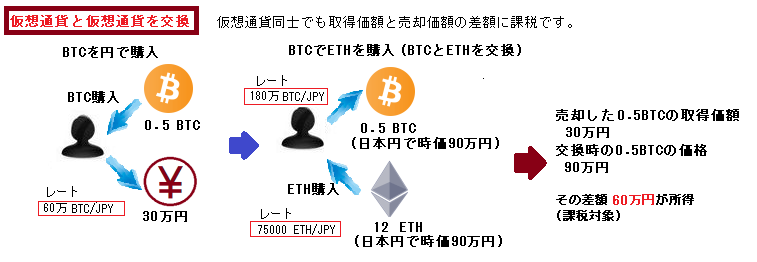 仮想通貨と仮想通貨を交換
仮想通貨同士でも取得価額と売却価額の差額に課税です。
BTCを円で購入
BTC購入
0.5 BTC
レート
60万 BTC/JPY
30万円
BTCでETHを購入（BTCとETHを交換）
レート
180万 BTC/JPY
0.5 BTC
（日本円で時価90万円）
ETH購入
レート
75000 ETH/JPY
12 ETH
（日本円で時価90万円）
売却した0.5BTCの取得価額
30万円
交換時の0.5BTCの価格
90万円
その差額 60万円が所得
（課税対象）